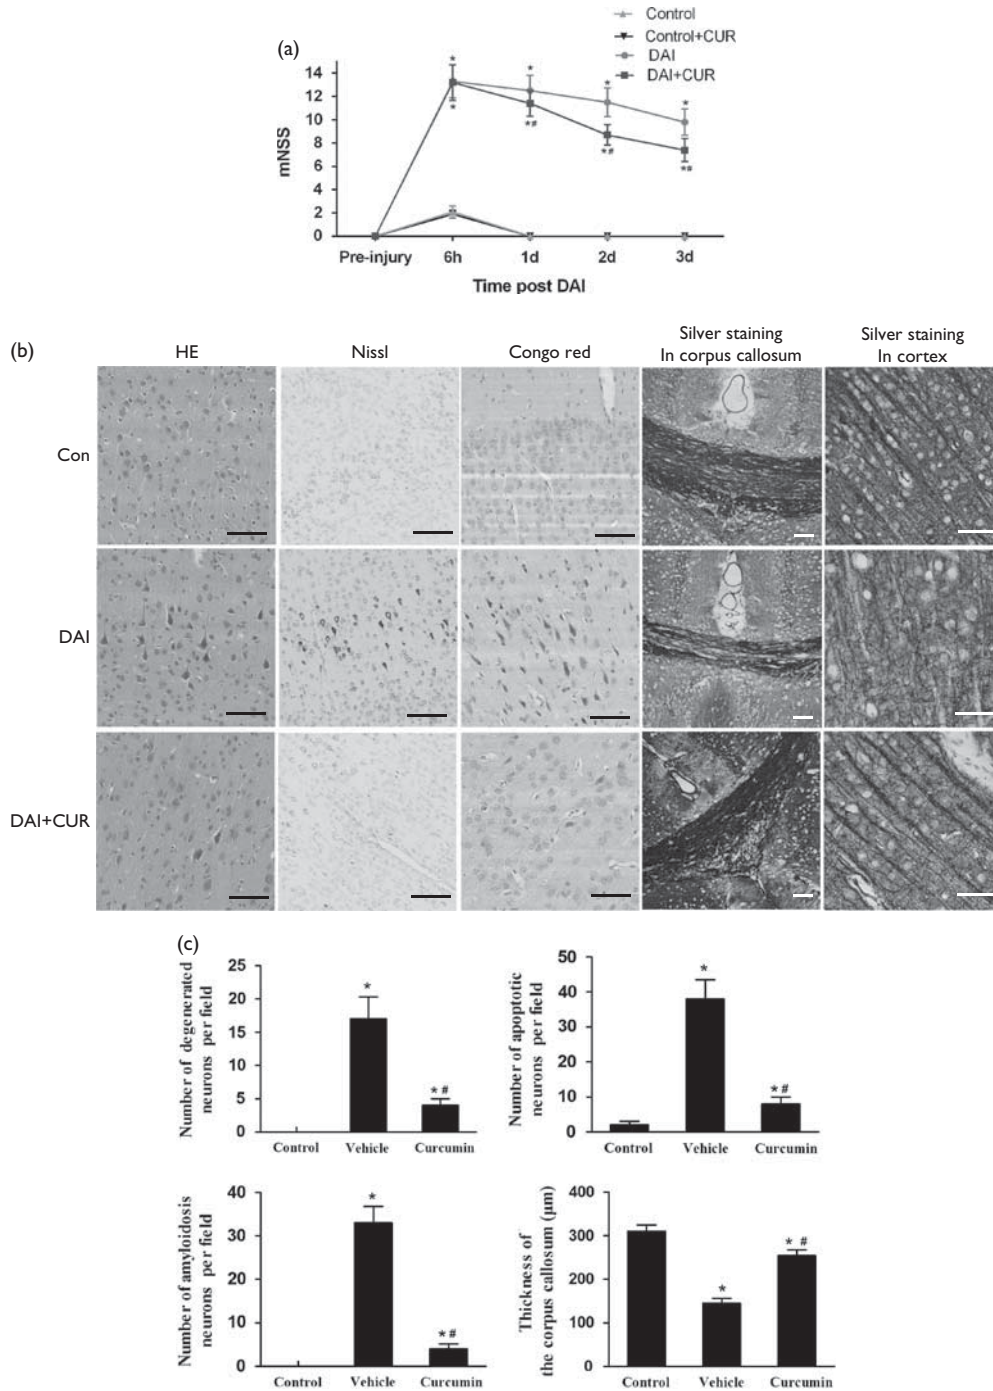 Control
Control+CUR
DAI
DAI+CUR
(a)
14
12
10
8
6
4
2
0
mNSS
*
*
*
*#
*
*#
*
*#
Pre-injury 6h 1d 2d 3d
Time post DAI
(b)
HE
Nissl
Congo red
Silver staining
In corpus callosum
Silver staining
In cortex
Con
DAI
DAI+CUR
(c)
Number of degenerated
neurons per field
25
20
15
10
5
0
*
* #
Control Vehicle Curcumin
Number of apoptotic
neurons per field
50
40
30
20
10
0
*
* #
Control Vehicle Curcumin
Number of amyloidosis
neurons per field
40
30
20
10
0
*
* #
Control Vehicle Curcumin
Thickness of
the corpus callosum (μm)
400
300
200
100
0
*
* #
Control Vehicle Curcumin